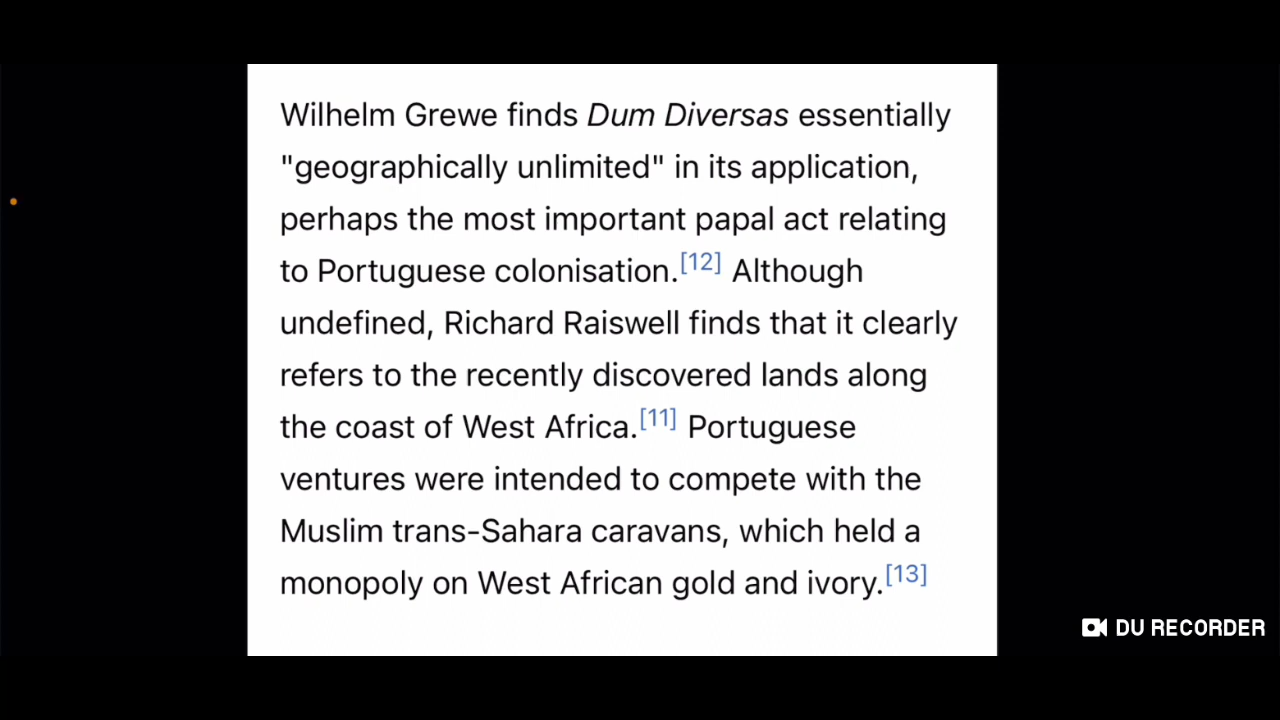 Wilhelm Grewe finds Dum Diversas essentially
"geographically unlimited" in its application,
perhaps the most important papal act relating
to Portuguese colonisation.[12] Although
undefined, Richard Raiswell finds that it clearly
refers to the recently discovered lands along
the coast of West Africa.[11] Portuguese
ventures were intended to compete with the
Muslim trans-Sahara caravans, which held a
monopoly on West African gold and ivory.[13]
DU RECORDER